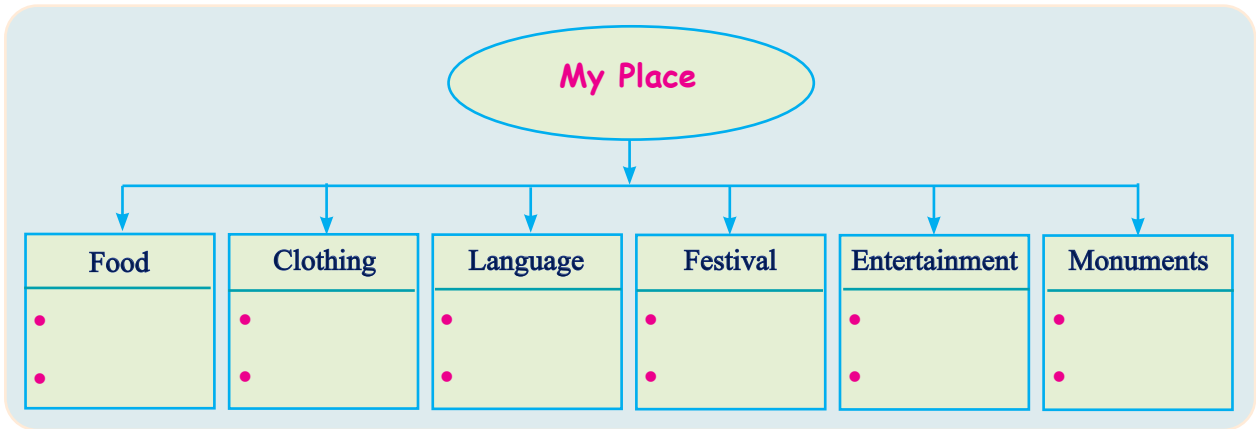 My Place
Food
Clothing
Language
Festival
Entertainment
Monuments